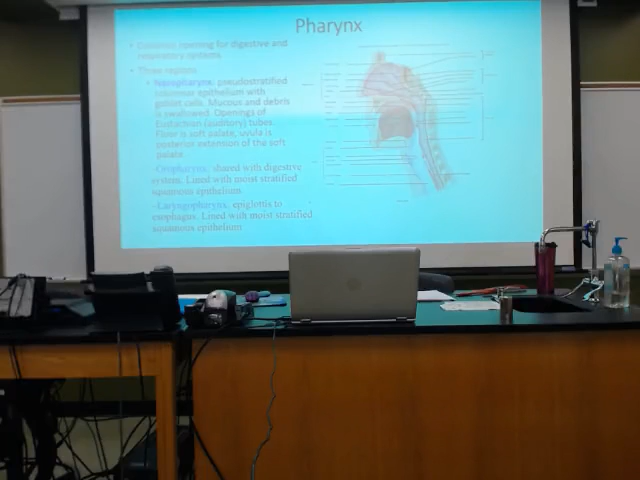 Pharynx
• Common opening for digestive and
respiratory systems
• Three regions
• Nasopharynx: pseudostratified
columnar epithelium with
goblet cells. Mucous and debris
is swallowed. Openings of
Eustachian (auditory) tubes.
Floor is soft palate, uvula is
posterior extension of the soft
palate.
Oropharynx: shared with digestive
system. Lined with moist stratified
squamous epithelium
Laryngopharynx: epiglottis to
esophagus. Lined with moist stratified
squamous epithelium